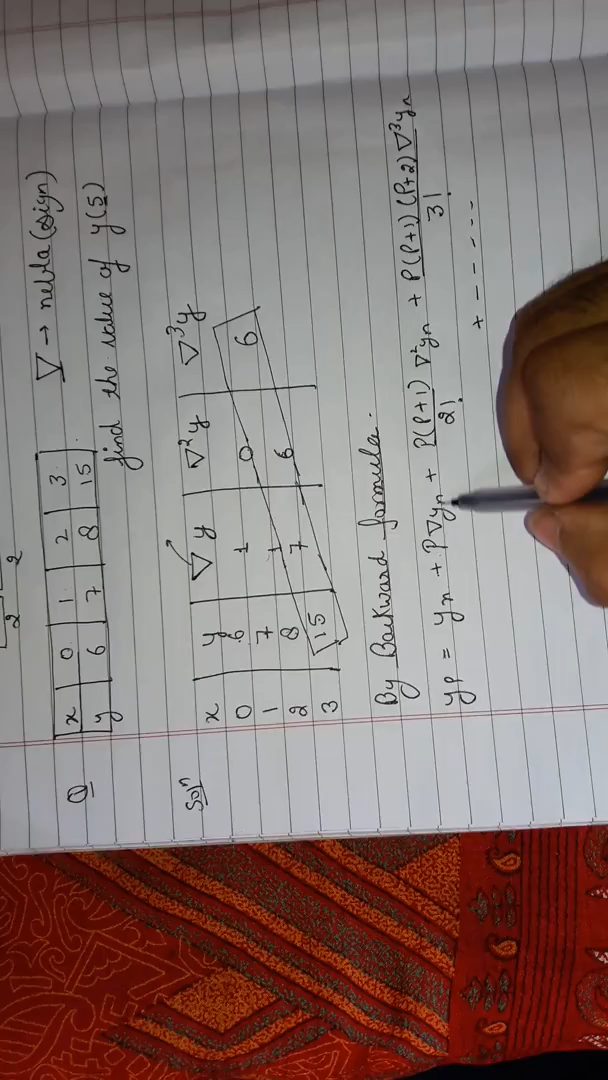 ∇ → nebla (sign)
Q x 0 1 2 3
y 6 7 8 15
find the value of y(5)
Solⁿ
x y ∇y ∇²y ∇³y
0 6 1 0 6
1 7 1 6
2 8 7
3 15
By Backward formula.
yp = yn + P∇yn + P(P+1)/2! ∇²yn + P(P+1)(P+2)∇³yn/3!
+ ------